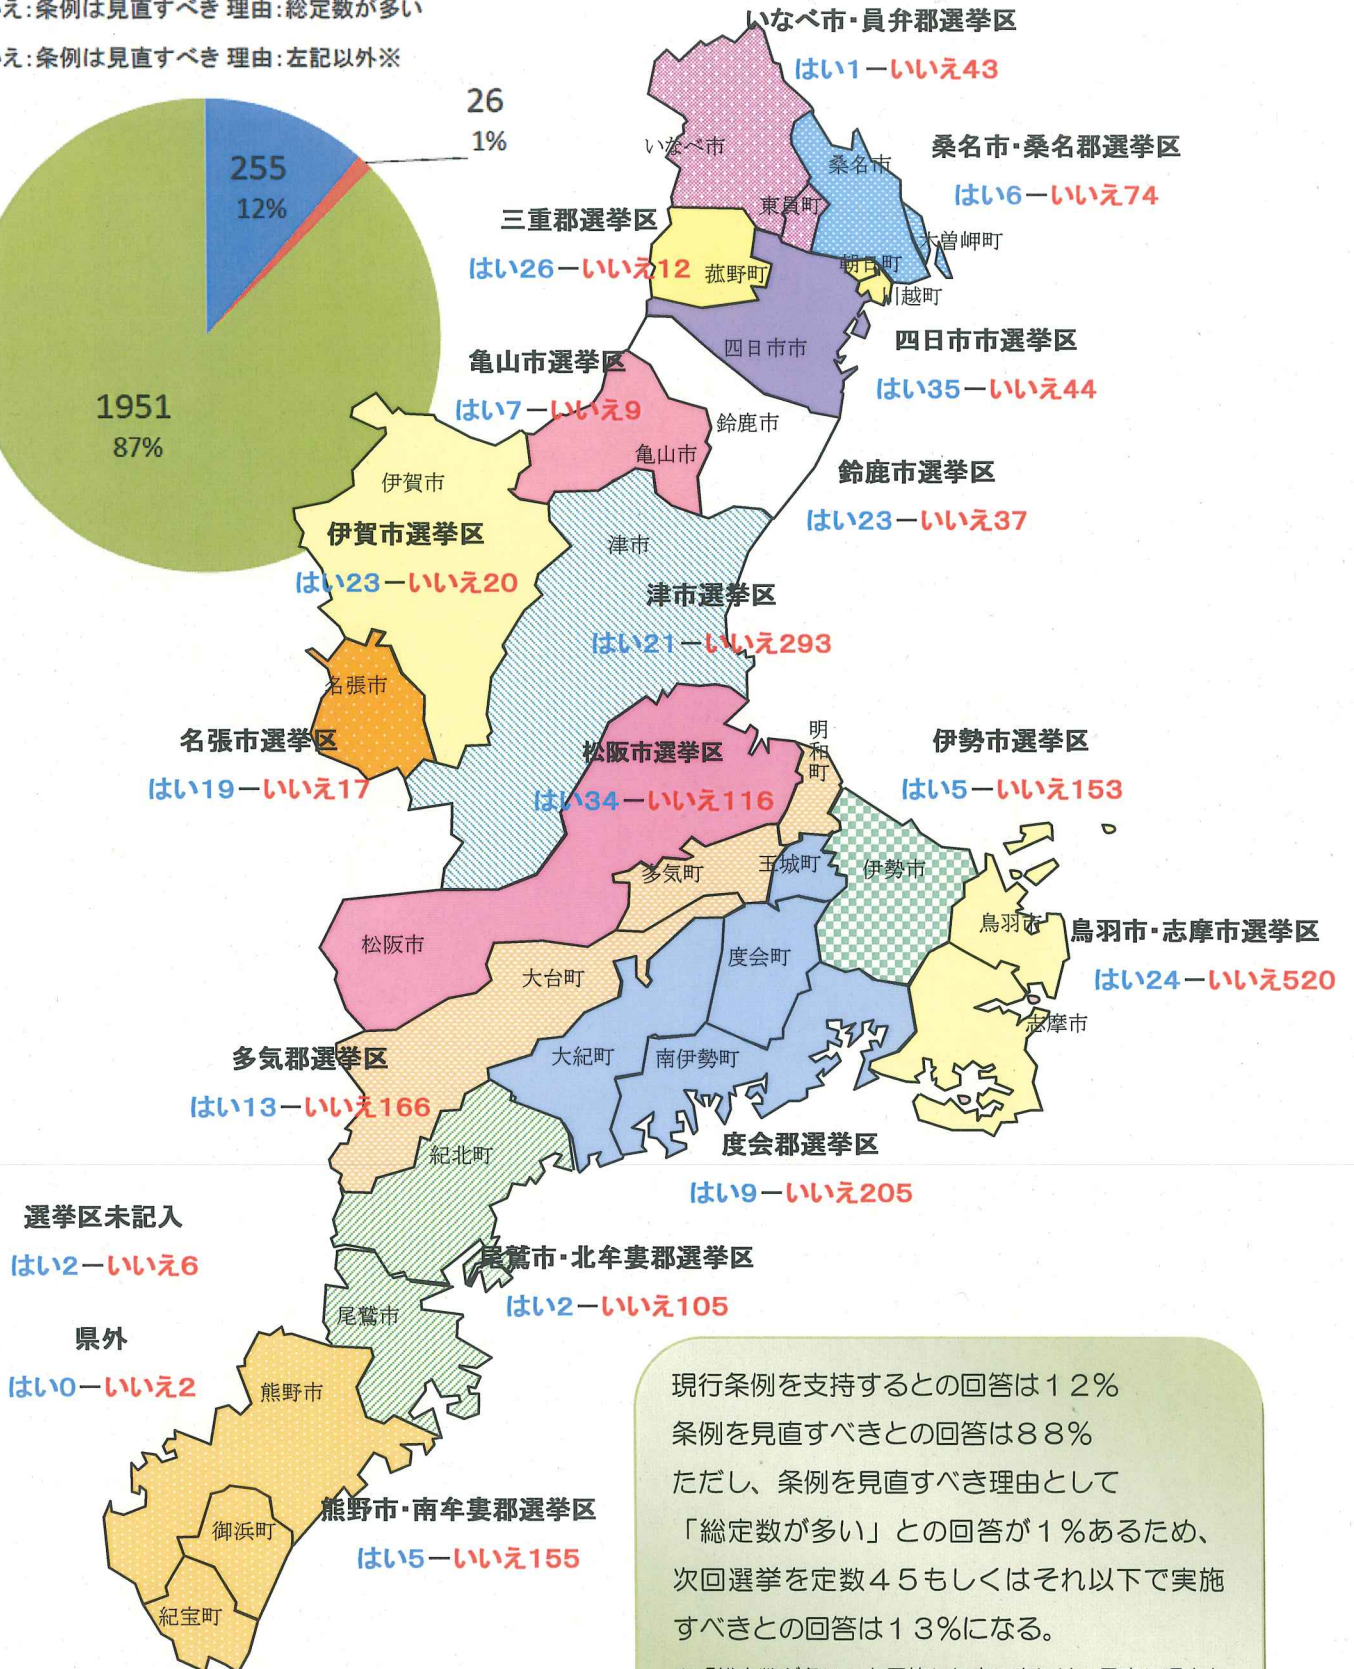 え：条例は見直すべき 理由：総定数が多い
え：条例は見直すべき 理由：左記以外※
255
12%
26
1%
1951
87%
いなべ市・員弁郡選挙区
はい1－いいえ43
いなべ市
桑名市
桑名市・桑名郡選挙区
はい6－いいえ74
東員町
木曽岬町
三重郡選挙区
はい26－いいえ12
菰野町
朝日町
川越町
四日市市
四日市市選挙区
はい35－いいえ44
亀山市選挙区
はい7－いいえ9
亀山市
鈴鹿市
鈴鹿市選挙区
はい23－いいえ37
伊賀市
伊賀市選挙区
はい23－いいえ20
津市
津市選挙区
はい21－いいえ293
名張市
名張市選挙区
はい19－いいえ17
松阪市選挙区
はい34－いいえ116
明和町
伊勢市選挙区
はい5－いいえ153
多気町
玉城町
伊勢市
鳥羽市
鳥羽市・志摩市選挙区
はい24－いいえ520
志摩市
松阪市
大台町
度会町
多気郡選挙区
はい13－いいえ166
大紀町
南伊勢町
度会郡選挙区
はい9－いいえ205
紀北町
選挙区未記入
はい2－いいえ6
尾鷲市・北牟婁郡選挙区
はい2－いいえ105
尾鷲市
県外
はい0－いいえ2
熊野市
熊野市・南牟婁郡選挙区
はい5－いいえ155
御浜町
紀宝町
現行条例を支持するとの回答は１２％
条例を見直すべきとの回答は８８％
ただし、条例を見直すべき理由として
「総定数が多い」との回答が１％あるため、
次回選挙を定数４５もしくはそれ以下で実施
すべきとの回答は１３％になる。